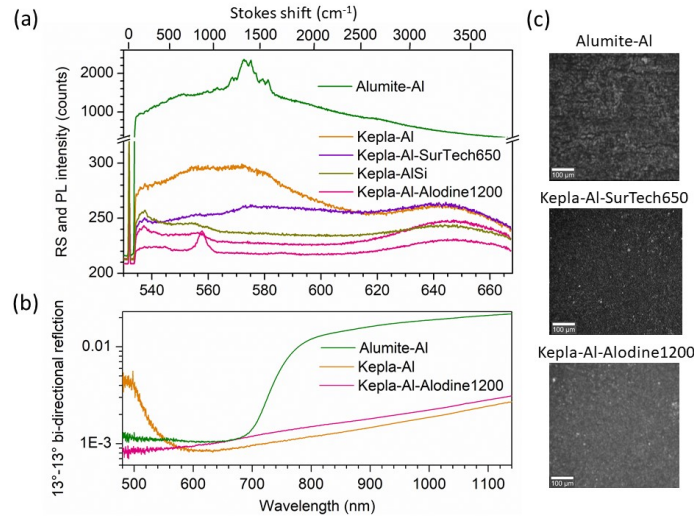 (a)
Stokes shift (cm⁻¹)
0 500 1000 1500 2000 2500 3000 3500
RS and PL intensity (counts)
2000
1000
300
250
200
Alumite-Al
Kepla-Al
Kepla-Al-SurTech650
Kepla-AlSi
Kepla-Al-Alodine1200
540 560 580 600 620 640 660
(b)
13°-13° bi-directional reflction
0.01
1E-3
Alumite-Al
Kepla-Al
Kepla-Al-Alodine1200
500 600 700 800 900 1000 1100
Wavelength (nm)
(c)
Alumite-Al
100 µm
Kepla-Al-SurTech650
100 µm
Kepla-Al-Alodine1200
100 µm